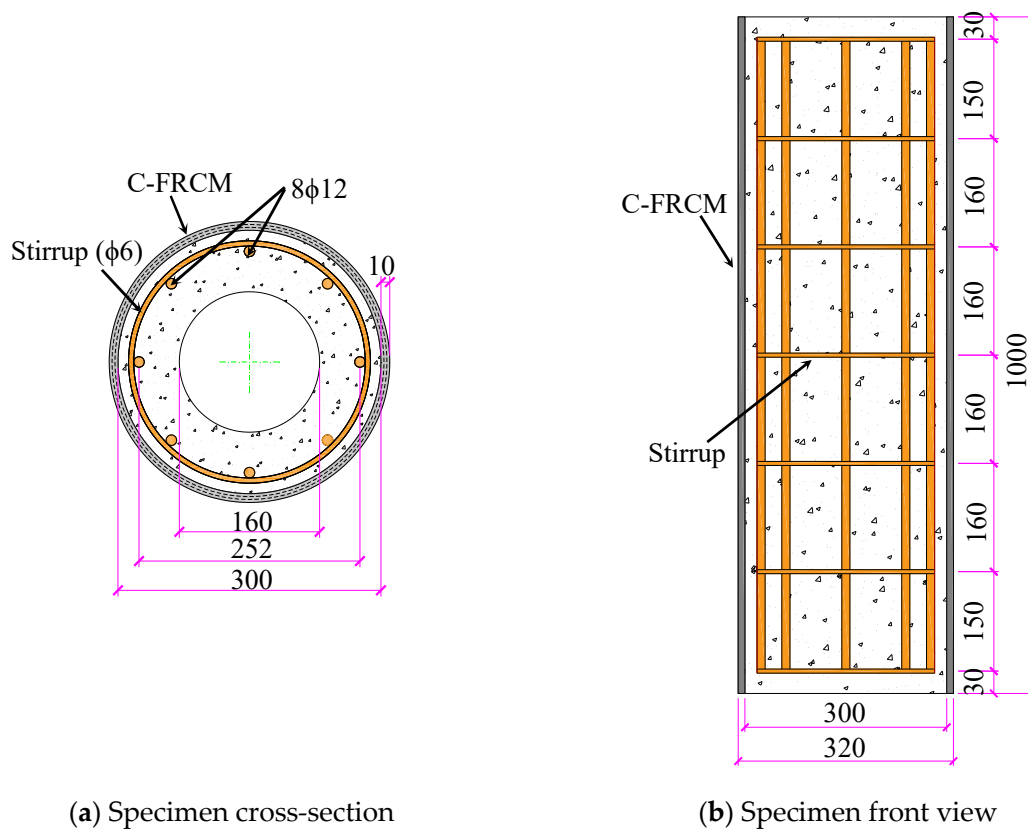 C-FRCM
8ϕ12
Stirrup (ϕ6)
10
160
252
300
(a) Specimen cross-section
30
150
160
C-FRCM
160
160
1000
Stirrup
160
150
30
300
320
(b) Specimen front view